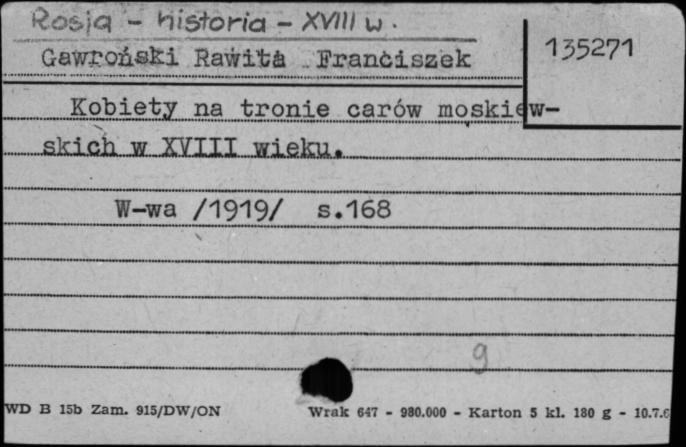 Rosja - historia - XVIII w.
Gawroński Rawita Franciszek
135271
Kobiety na tronie carów moskiew-
skich w XVIII wieku.
W-wa /1919/ s.168
9
WD B 15b Zam. 915/DW/ON
Wrak 647 - 980.000 - Karton 5 kl. 180 g - 10.7.6